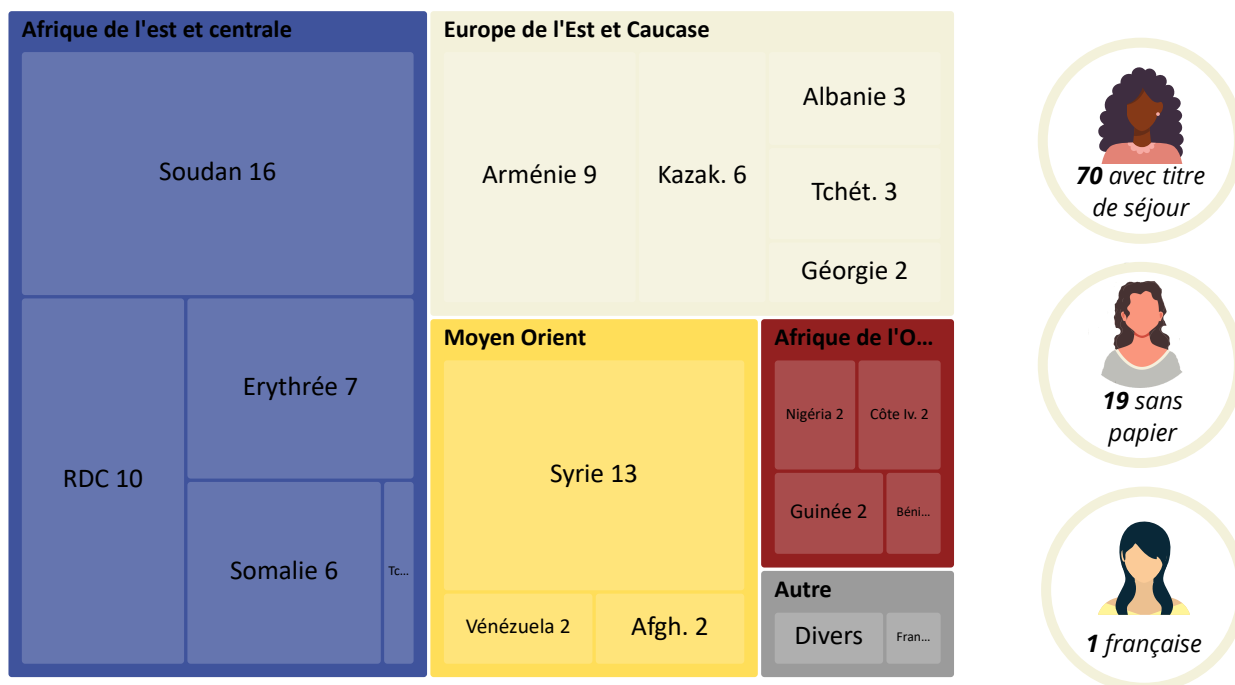 Afrique de l'est et centrale
Soudan 16
RDC 10
Erythrée 7
Somalie 6
Tc...
Europe de l'Est et Caucase
Arménie 9
Kazak. 6
Albanie 3
Tchét. 3
Géorgie 2
Moyen Orient
Syrie 13
Vénézuela 2
Afgh. 2
Afrique de l'O...
Nigéria 2
Côte Iv. 2
Guinée 2
Béni...
Autre
Divers
Fran...
70 avec titre
de séjour
19 sans
papier
1 française